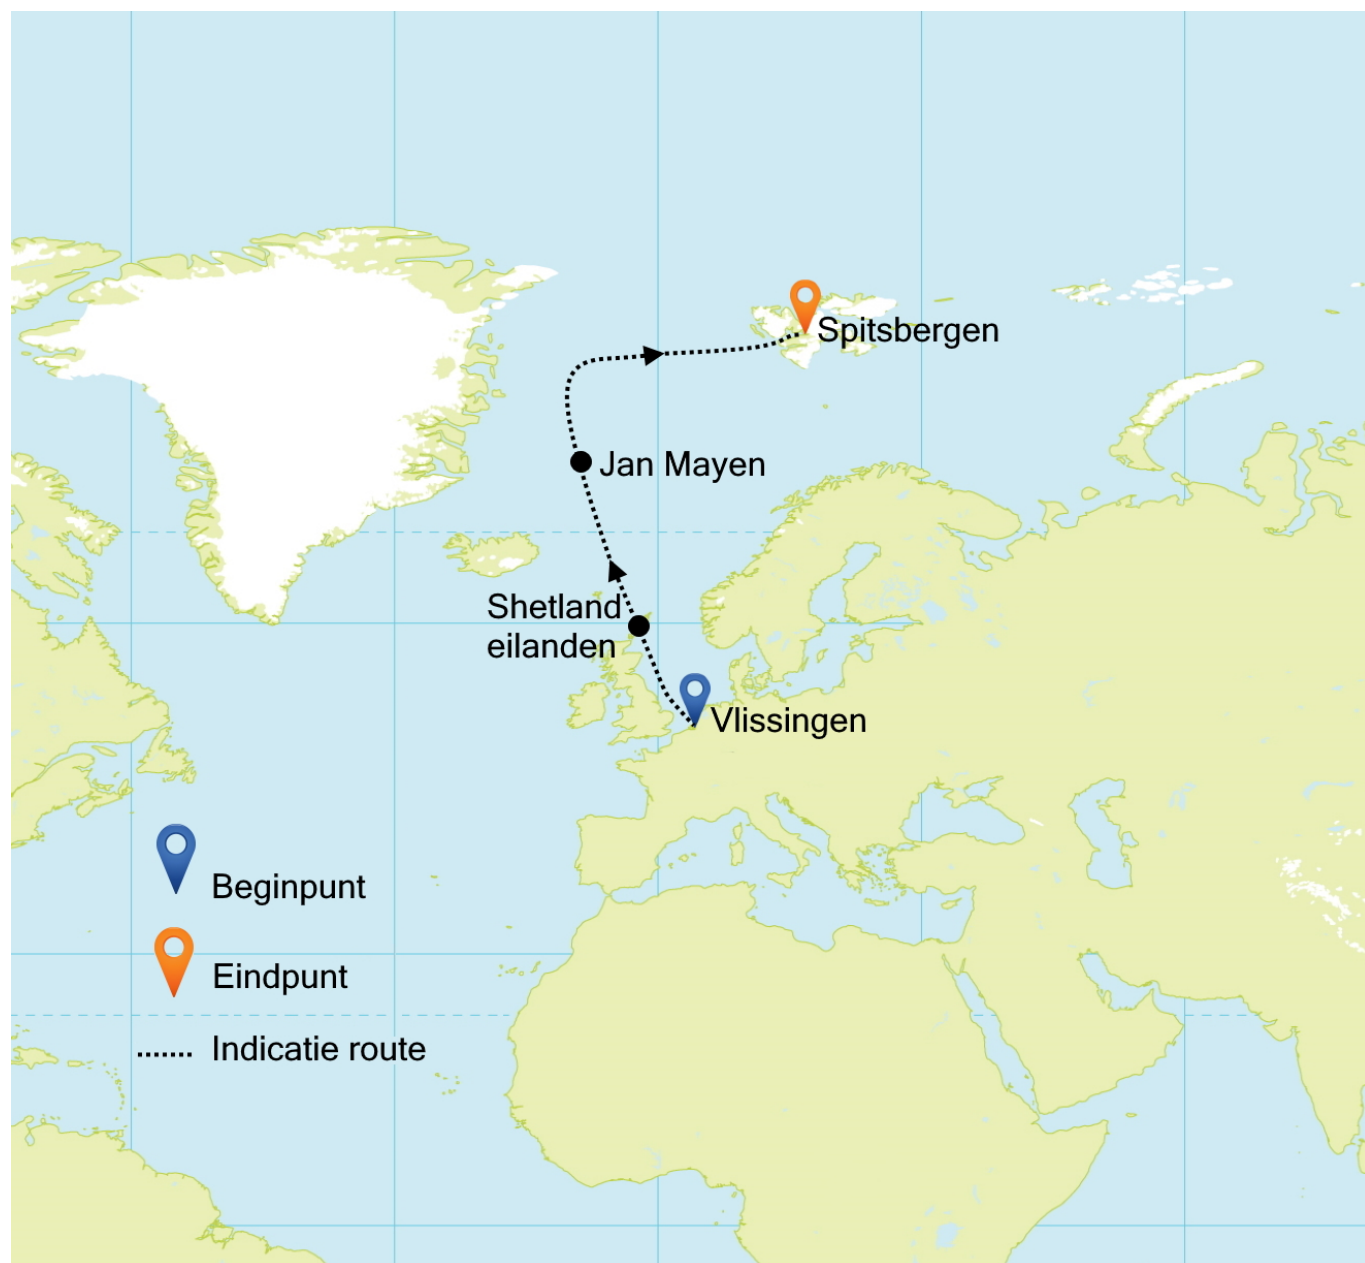 Spitsbergen
Jan Mayen
Shetland
eilanden
Vlissingen
Beginpunt
Eindpunt
Indicatie route